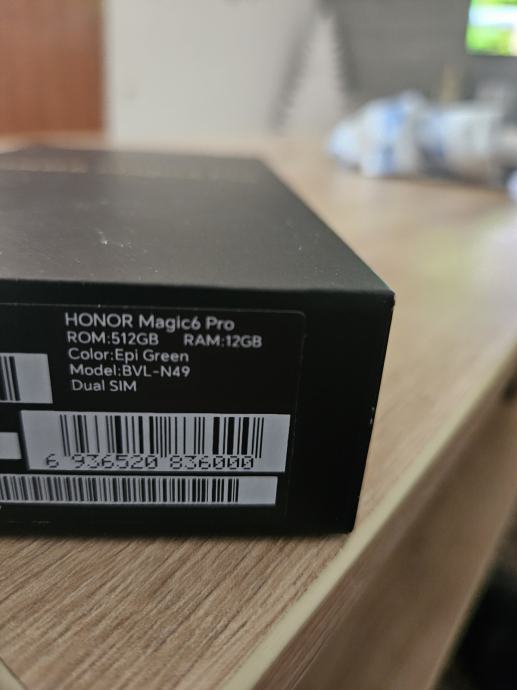 HONOR Magic6 Pro
ROM:512GB RAM:12GB
Color:Epi Green
Model:BVL-N49
Dual SIM
6 936520 836000